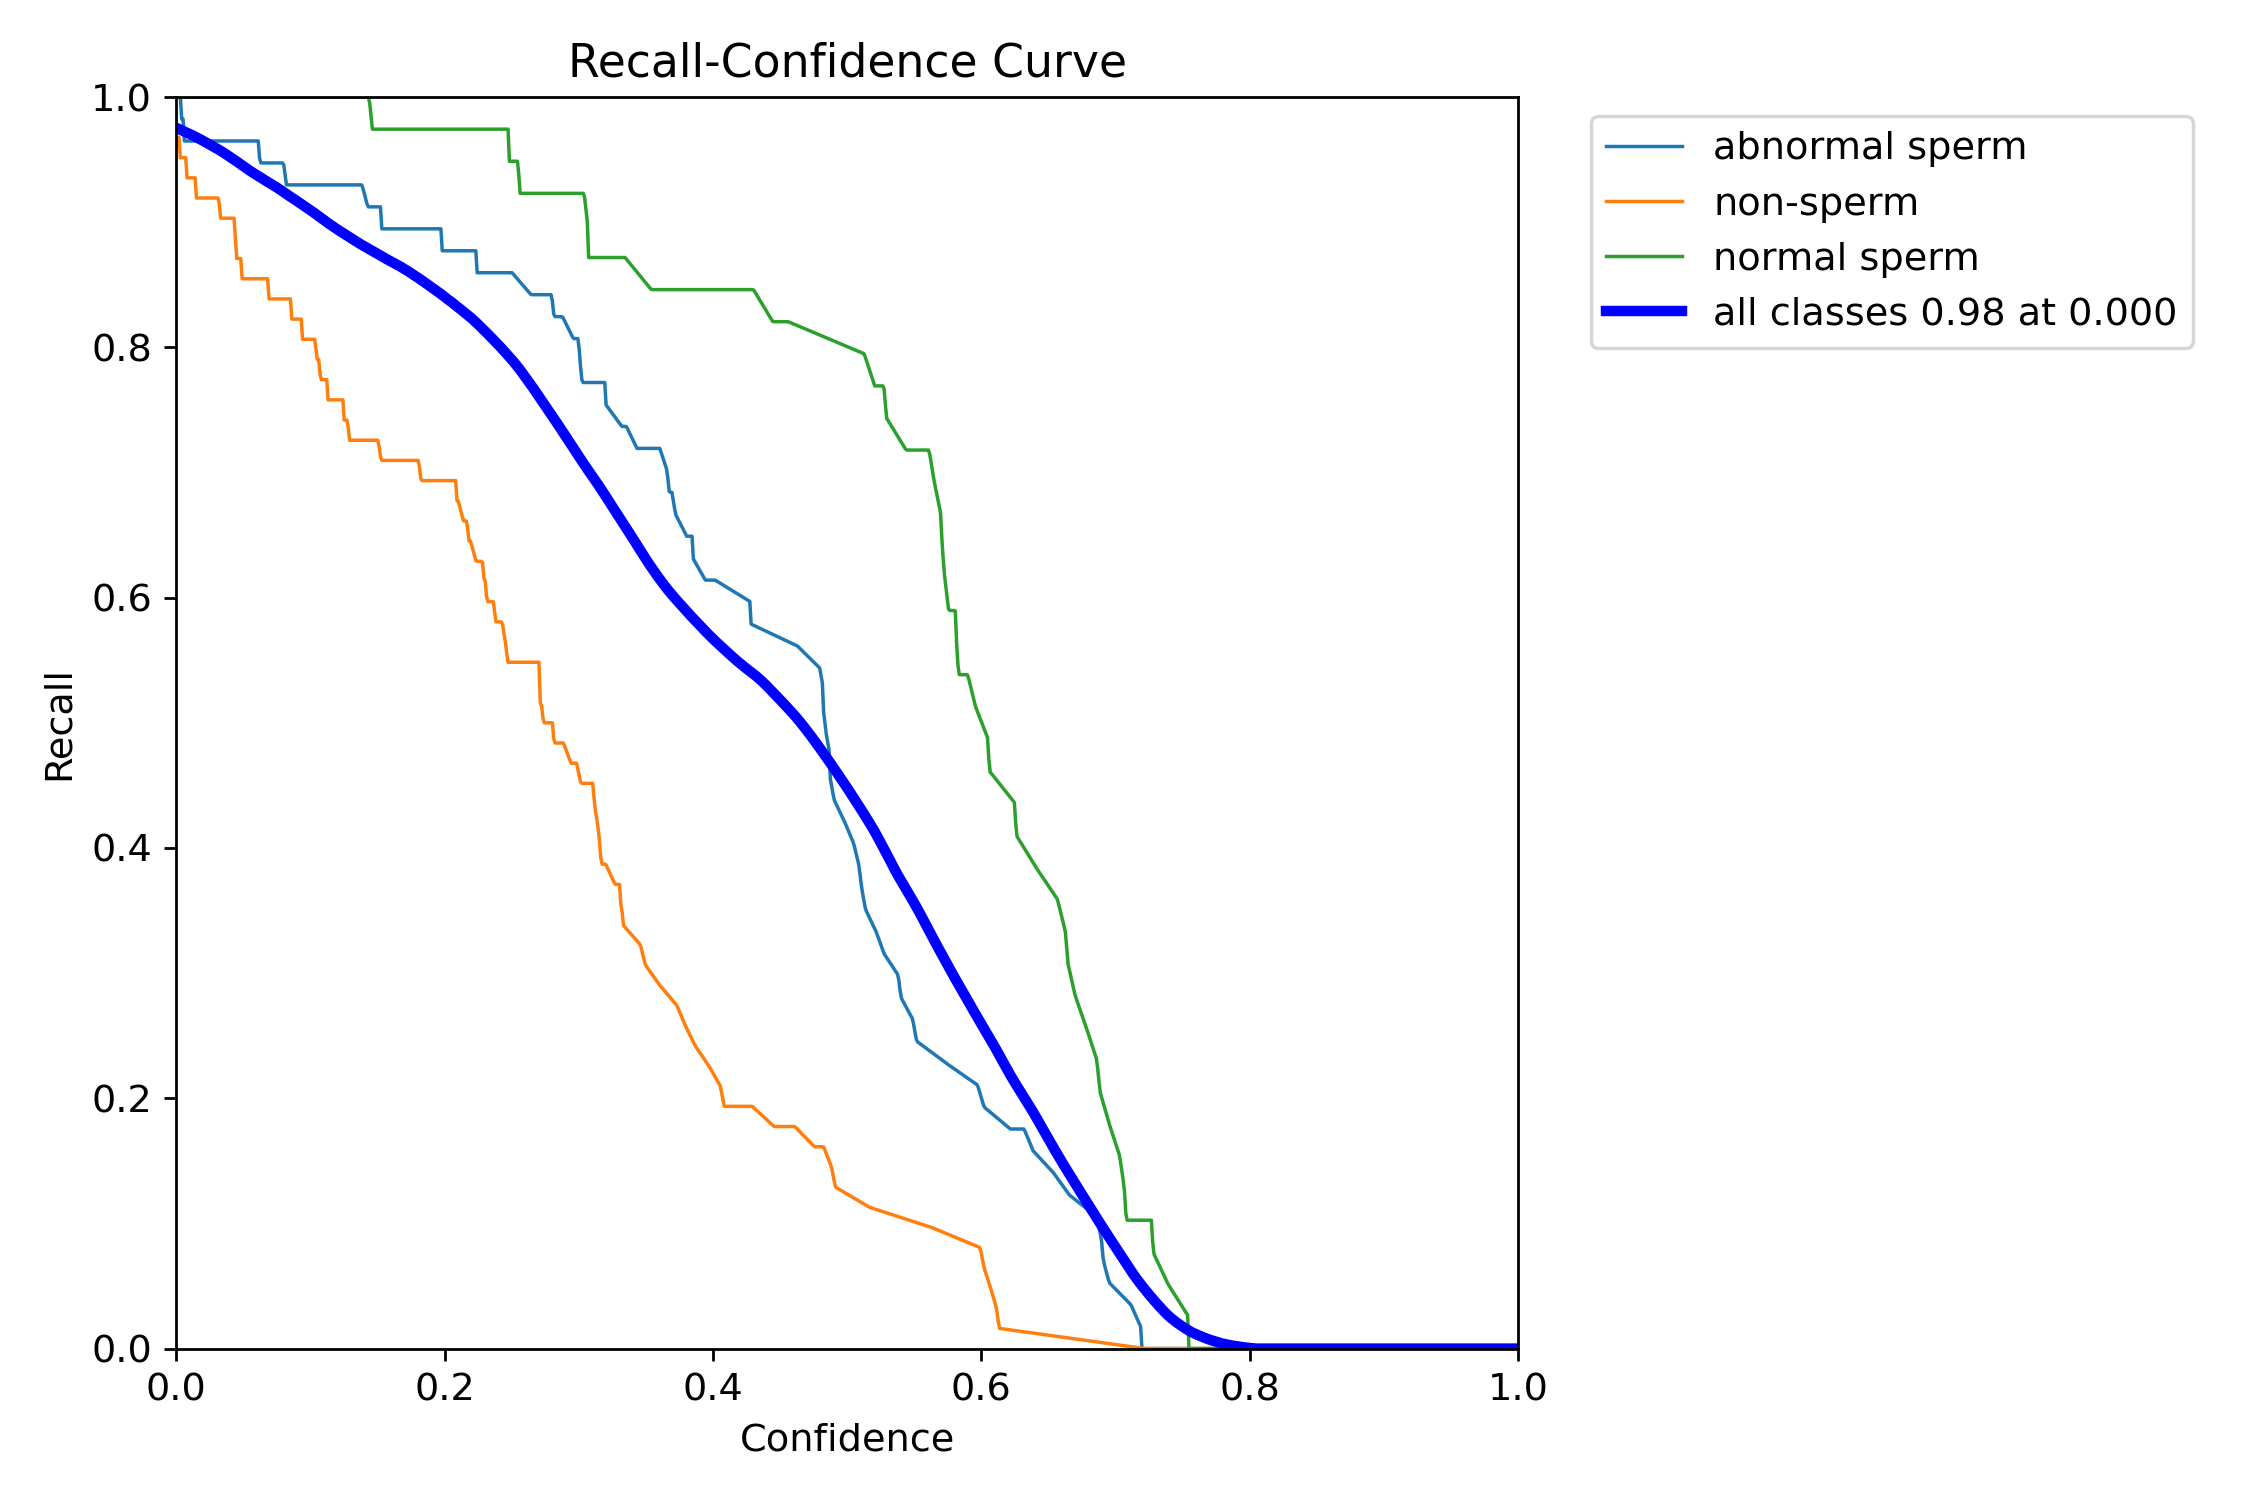 Recall-Confidence Curve
1.0
0.8
0.6
0.4
0.2
0.0
Recall
0.0 0.2 0.4 0.6 0.8 1.0
Confidence
abnormal sperm
non-sperm
normal sperm
all classes 0.98 at 0.000